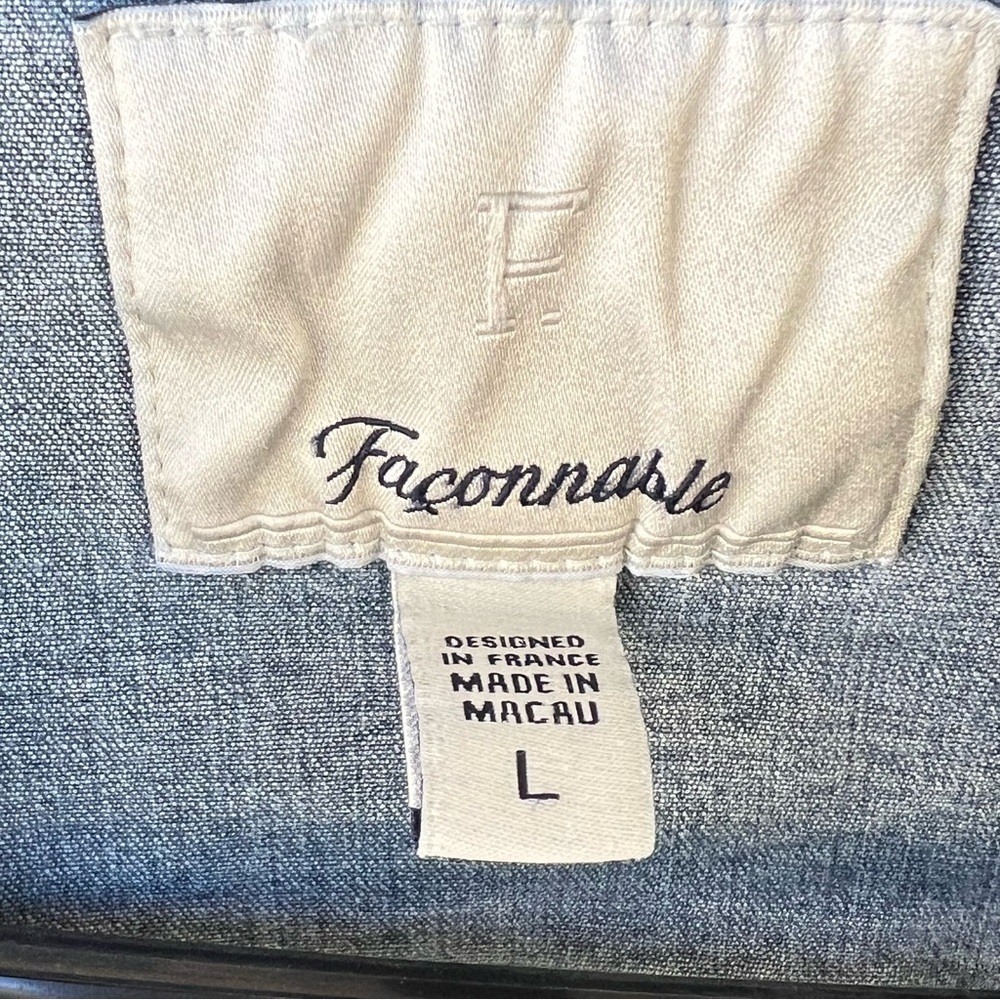 F.
Façonnable
DESIGNED
IN FRANCE
MADE IN
MACAU
L